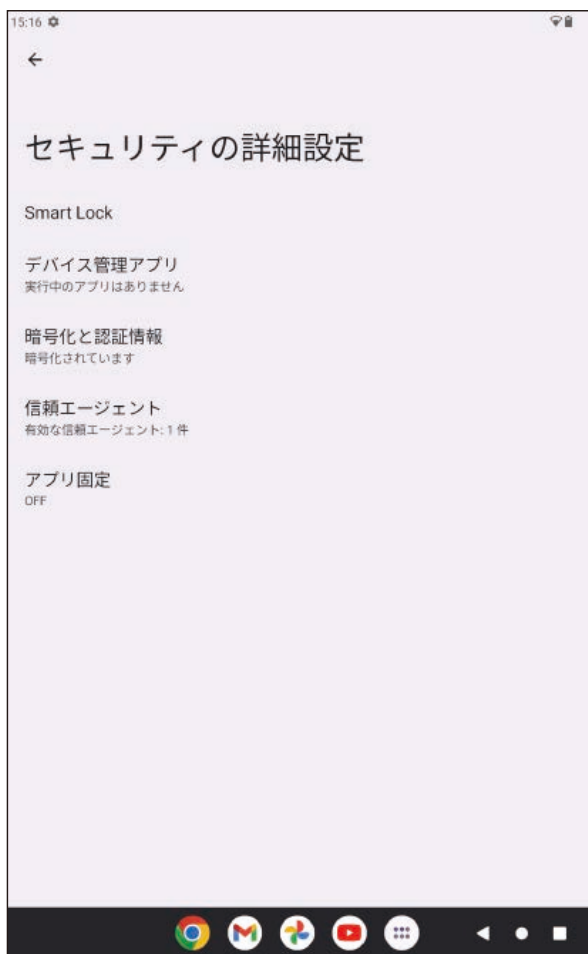 15:16
セキュリティの詳細設定
Smart Lock
デバイス管理アプリ
実行中のアプリはありません
暗号化と認証情報
暗号化されています
信頼エージェント
有効な信頼エージェント: 1 件
アプリ固定
OFF